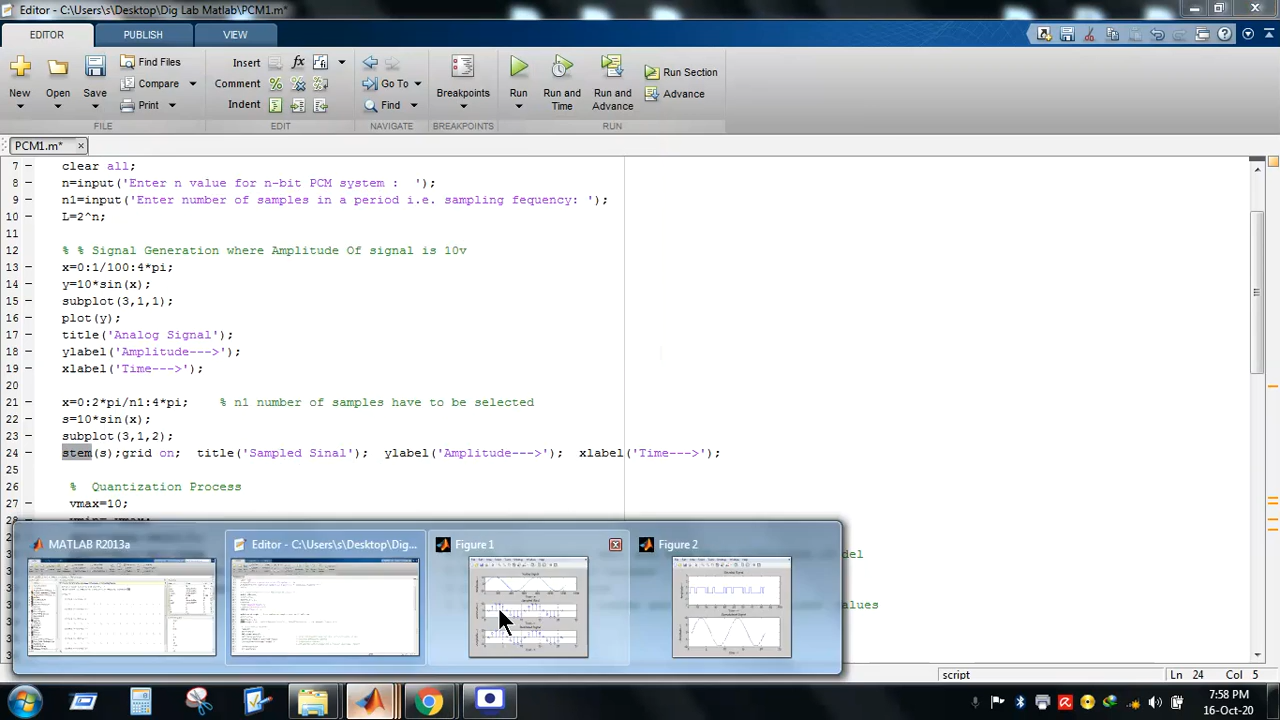 Editor - C:\Users\s\Desktop\Dig Lab Matlab\PCM1.m*
EDITOR PUBLISH VIEW
New Open Save Find Files Compare Print
Insert Comment Indent
Go To Find
Breakpoints
Run Run and Time Run and Advance Run Section Advance
FILE EDIT NAVIGATE BREAKPOINTS RUN
PCM1.m*
7 clear all;
8 n=input('Enter n value for n-bit PCM system :  ');
9 n1=input('Enter number of samples in a period i.e. sampling fequency: ');
10 L=2^n;
11
12 % % Signal Generation where Amplitude Of signal is 10v
13 x=0:1/100:4*pi;
14 y=10*sin(x);
15 subplot(3,1,1);
16 plot(y);
17 title('Analog Signal');
18 ylabel('Amplitude--->');
19 xlabel('Time--->');
20
21 x=0:2*pi/n1:4*pi;    % n1 number of samples have to be selected
22 s=10*sin(x);
23 subplot(3,1,2);
24 stem(s);grid on;  title('Sampled Sinal');  ylabel('Amplitude--->');  xlabel('Time--->');
25
26 %  Quantization Process
27 vmax=10;
28
MATLAB R2013a
Editor - C:\Users\s\Desktop\Dig...
Figure 1
Figure 2
del
alues
script
Ln 24 Col 5
7:58 PM
16-Oct-20